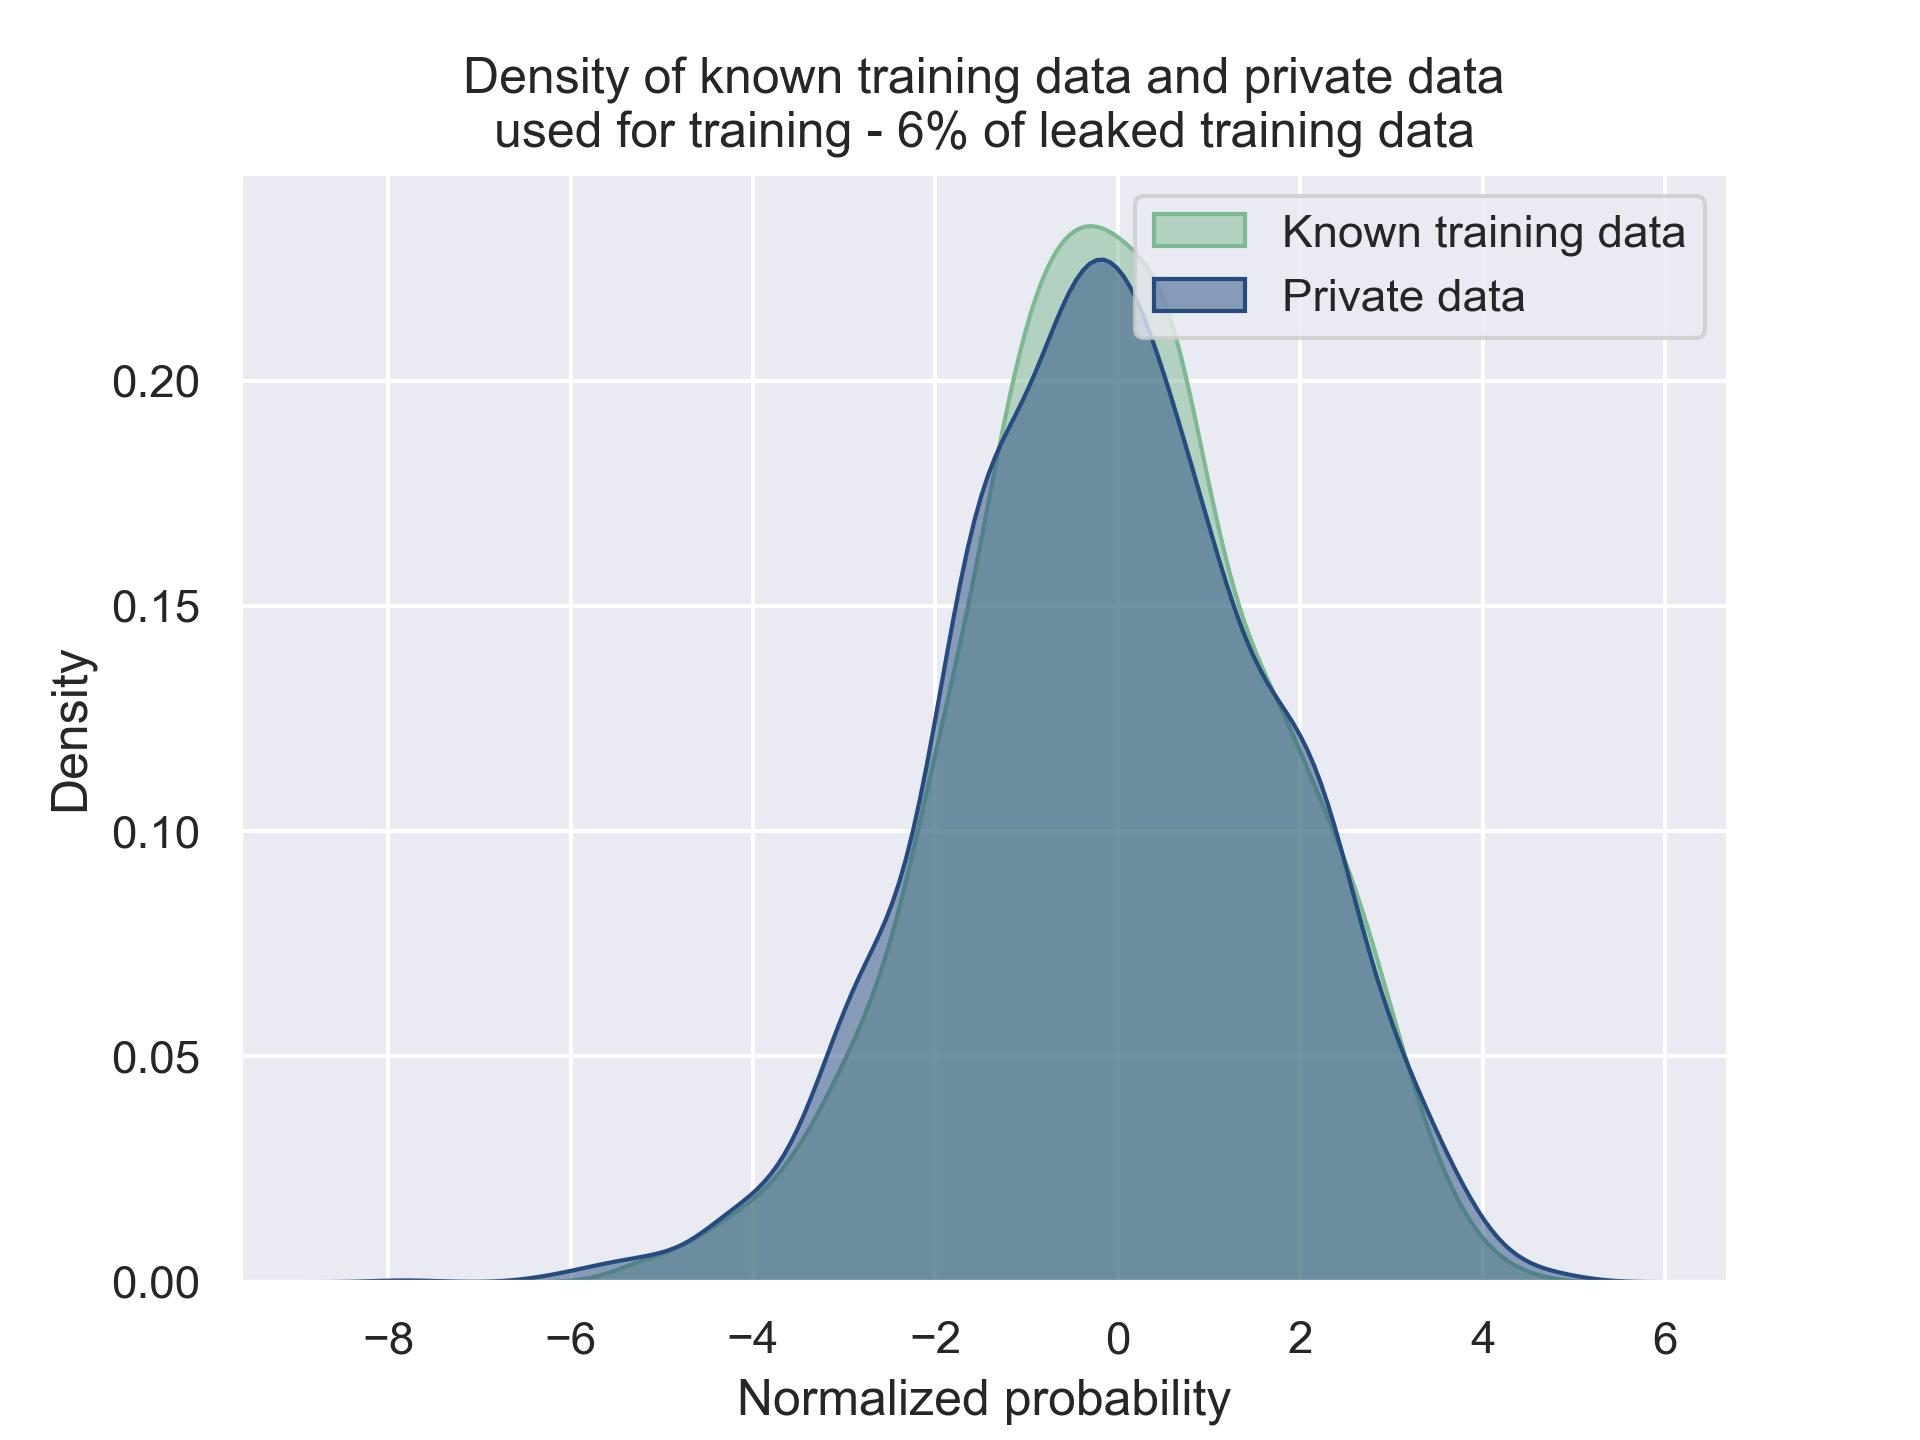 Density of known training data and private data
used for training - 6% of leaked training data
Known training data
Private data
Density
0.20
0.15
0.10
0.05
0.00
−8 −6 −4 −2 0 2 4 6
Normalized probability